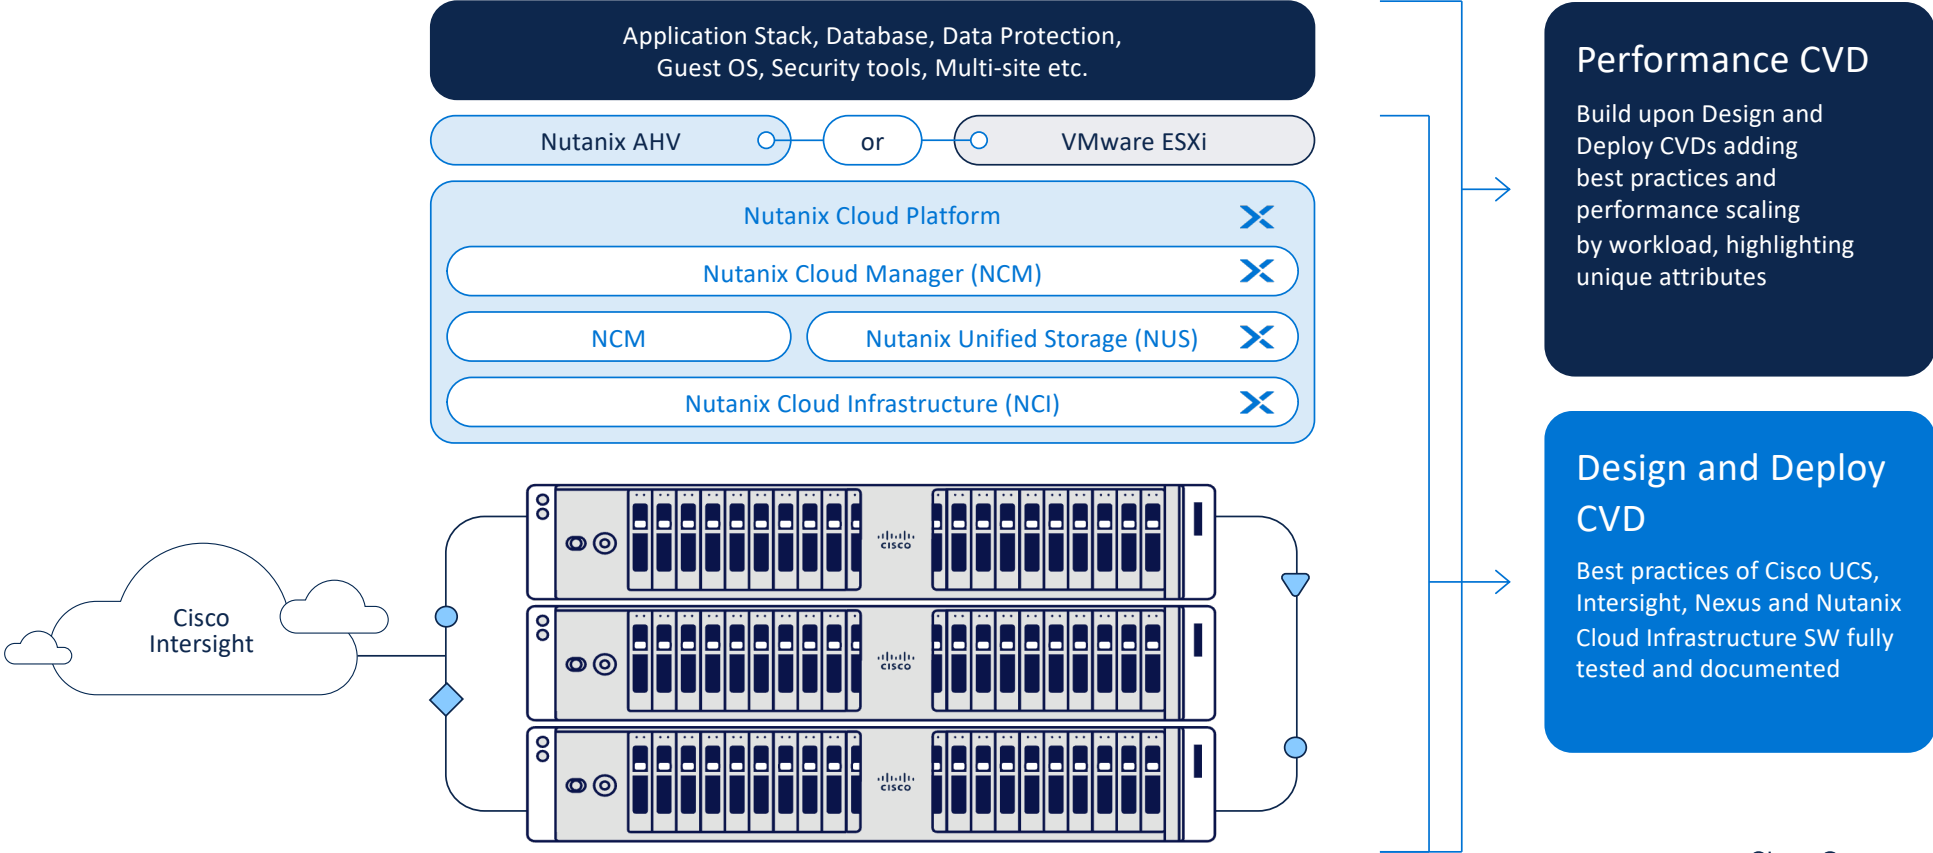 Application Stack, Database, Data Protection,
Guest OS, Security tools, Multi-site etc.
Nutanix AHV
or
VMware ESXi
Nutanix Cloud Platform
Nutanix Cloud Manager (NCM)
NCM
Nutanix Unified Storage (NUS)
Nutanix Cloud Infrastructure (NCI)
Cisco
Intersight
CISCO
CISCO
CISCO
Performance CVD
Build upon Design and
Deploy CVDs adding
best practices and
performance scaling
by workload, highlighting
unique attributes
Design and Deploy
CVD
Best practices of Cisco UCS,
Intersight, Nexus and Nutanix
Cloud Infrastructure SW fully
tested and documented